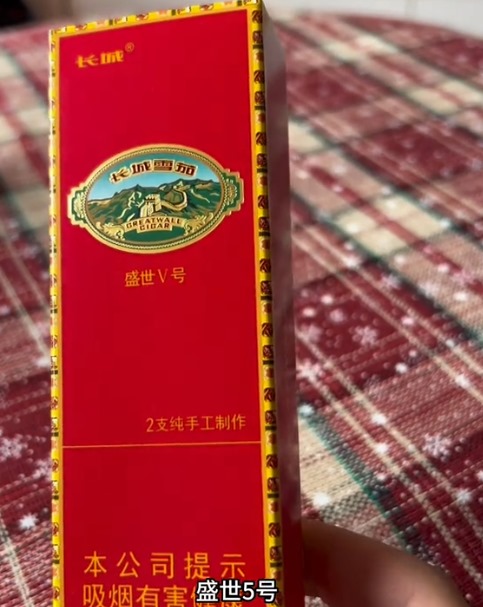 长城®
长城雪茄
GREATWALL
CIGAR
盛世V号
2支纯手工制作
本公司提示
吸烟有害健康
盛世5号